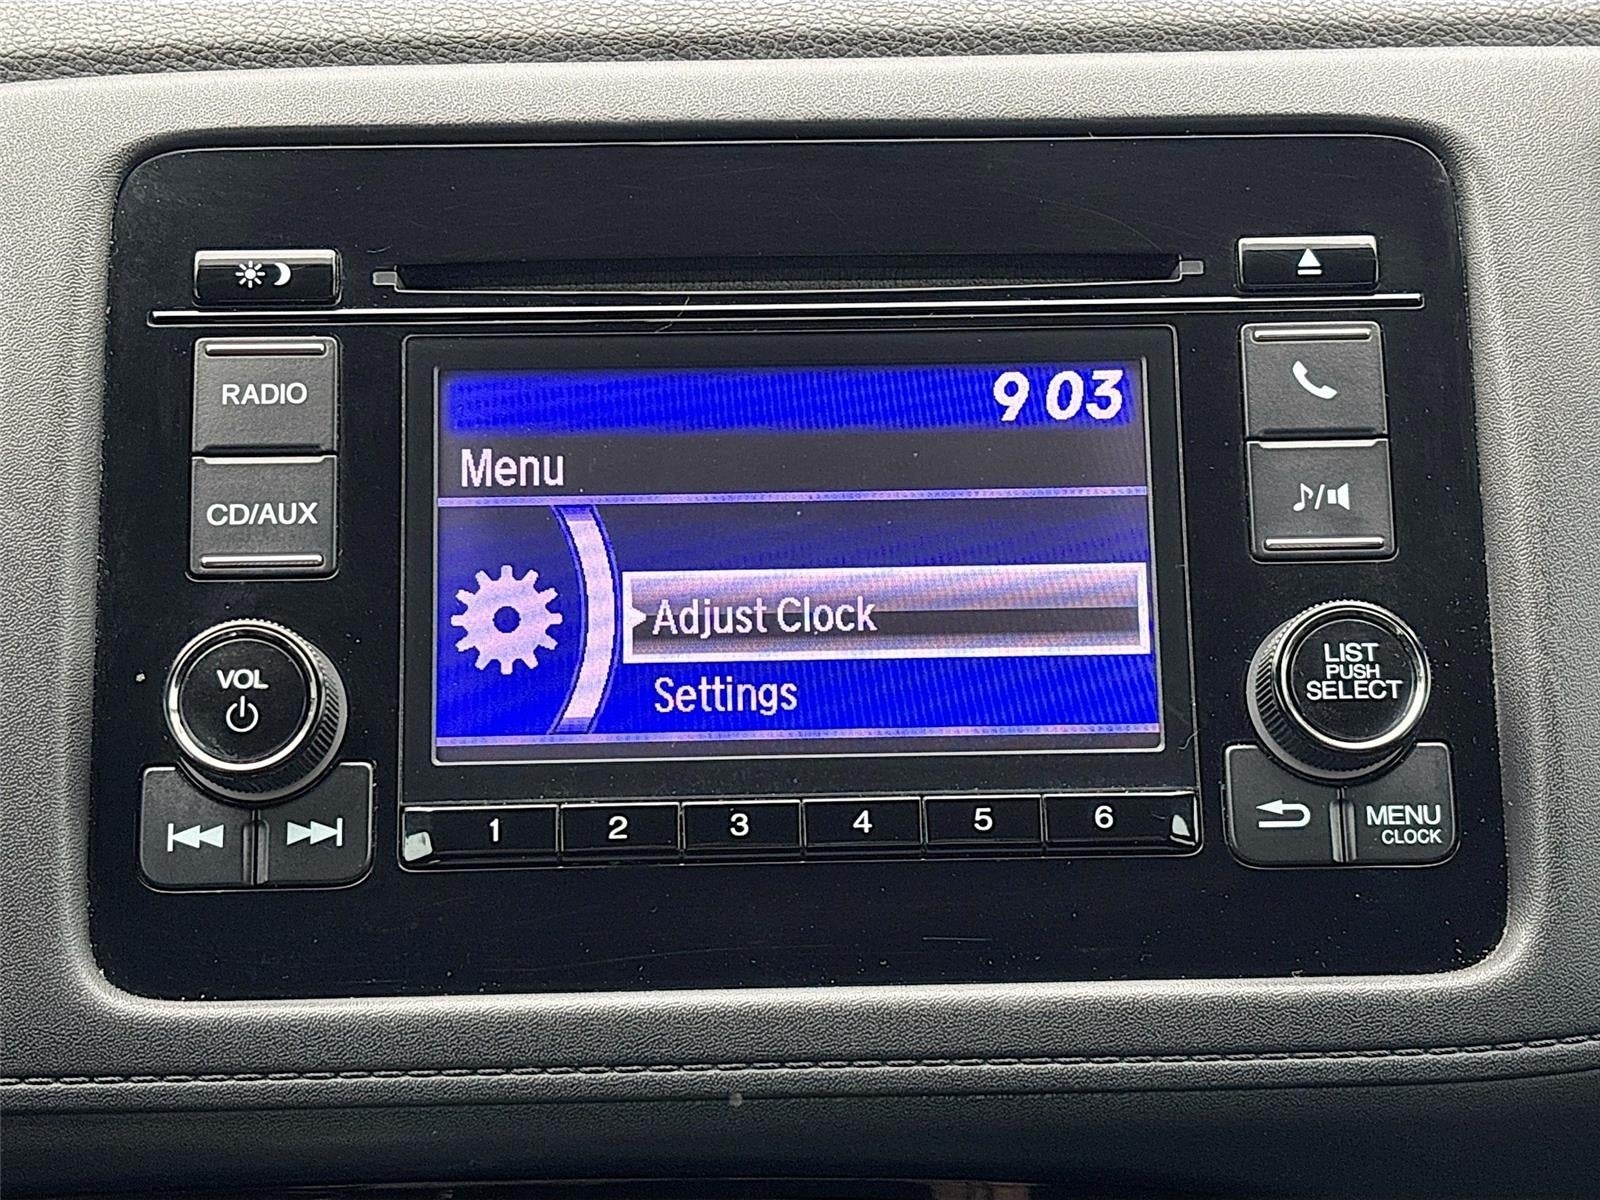 RADIO
CD/AUX
VOL
9 03
Menu
Adjust Clock
Settings
1 2 3 4 5 6
LIST
PUSH
SELECT
MENU
CLOCK